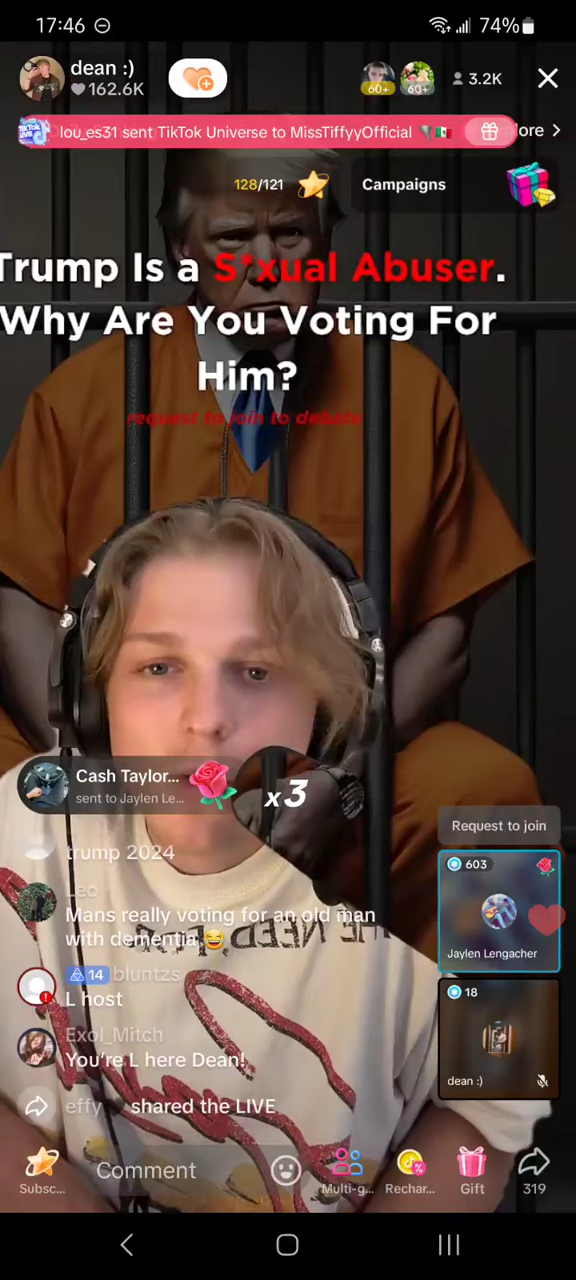 17:46
74%
dean :)
162.6K
60+
60+
3.2K
lou_es31 sent TikTok Universe to MissTiffyyOfficial
ore >
128/121
Campaigns
Trump Is a S*xual Abuser.
Why Are You Voting For
Him?
request to join to debate
Cash Taylor...
sent to Jaylen Le...
x3
Request to join
trump 2024
603
Leo
Mans really voting for an old man
with dementia
Jaylen Lengacher
14 bluntzs
L host
18
Exol_Mitch
You're L here Dean!
dean :)
effy shared the LIVE
Comment
Subsc...
Multi-g...
Rechar...
Gift
319